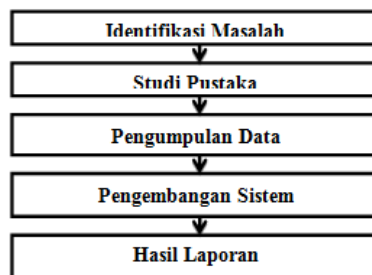 Identifikasi Masalah
Studi Pustaka
Pengumpulan Data
Pengembangan Sistem
Hasil Laporan